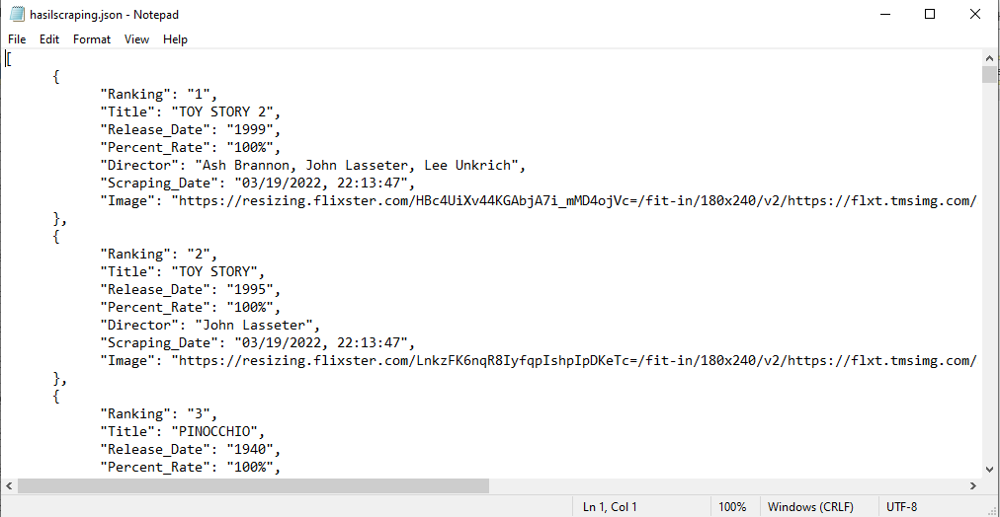 hasilscraping.json - Notepad
File Edit Format View Help
[
{
"Ranking": "1",
"Title": "TOY STORY 2",
"Release_Date": "1999",
"Percent_Rate": "100%",
"Director": "Ash Brannon, John Lasseter, Lee Unkrich",
"Scraping_Date": "03/19/2022, 22:13:47",
"Image": "https://resizing.flixster.com/HBc4UiXv44KGAbjA7i_mMD4ojVc=/fit-in/180x240/v2/https://flxt.tmsimg.com/
},
{
"Ranking": "2",
"Title": "TOY STORY",
"Release_Date": "1995",
"Percent_Rate": "100%",
"Director": "John Lasseter",
"Scraping_Date": "03/19/2022, 22:13:47",
"Image": "https://resizing.flixster.com/LnkzFK6nqR8IyfqpIshpIpDKeTc=/fit-in/180x240/v2/https://flxt.tmsimg.com/
},
{
"Ranking": "3",
"Title": "PINOCCHIO",
"Release_Date": "1940",
"Percent_Rate": "100%",
Ln 1, Col 1 100% Windows (CRLF) UTF-8